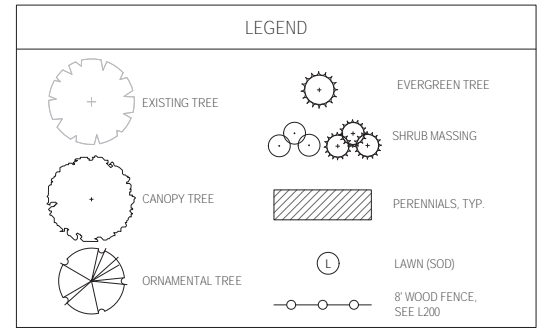 LEGEND
EXISTING TREE
CANOPY TREE
ORNAMENTAL TREE
EVERGREEN TREE
SHRUB MASSING
PERENNIALS, TYP.
L
LAWN (SOD)
8' WOOD FENCE,
SEE L200